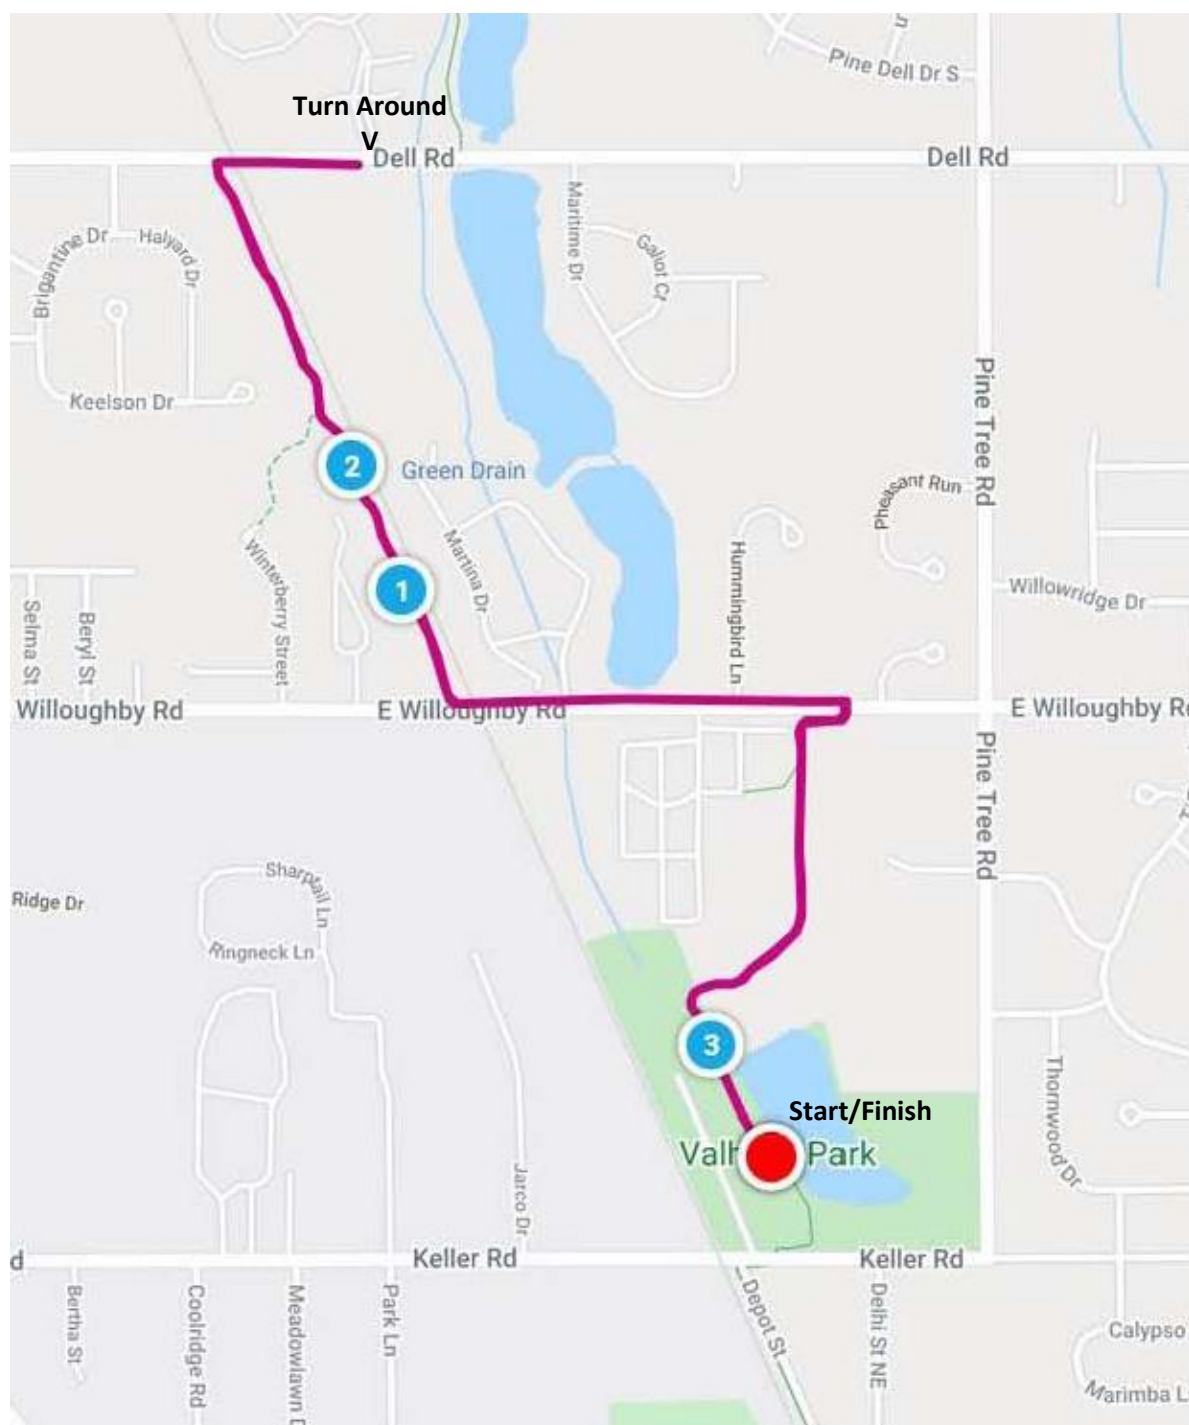 Pine Dell Dr S
Turn Around
V
Dell Rd
Dell Rd
Maritime Dr
Galiot Cr
Brigantine Dr
Halyard Dr
Keelson Dr
Pine Tree Rd
2
Green Drain
Pheasant Run
Winterberry Street
Martina Dr
Hummingbird Ln
1
Willowridge Dr
Selma St
Beryl St
Willoughby Rd
E Willoughby Rd
E Willoughby Rd
Pine Tree Rd
Sharptail Ln
Ridge Dr
Ringneck Ln
3
Thornwood Dr
Start/Finish
Park
Jarco Dr
Keller Rd
Keller Rd
Bertha St
Coolridge Rd
Meadowlawn D
Park Ln
Depot St
Delhi St NE
Calypso
Marimba L